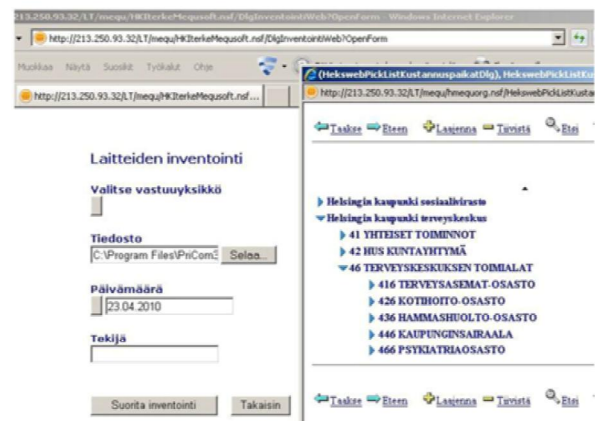 213.250.93.32/LT/mequ/HKIterkeMequsoft.nsf/DlgInventointiWeb?OpenForm - Windows Internet Explorer
http://213.250.93.32/LT/mequ/HKIterkeMequsoft.nsf/DlgInventointiWeb?OpenForm
Muokkaa Näytä Suosikit Työkalut Ohje
http://213.250.93.32/LT/mequ/HKIterkeMequsoft.nsf...
Laitteiden inventointi
Valitse vastuuyksikkö
Tiedosto
C:\Program Files\PriCom3 Selaa...
Päivämäärä
23.04.2010
Tekijä
Suorita inventointi Takaisin
(HekswebPickListKustannuspaikatDlg), HekswebPickListKu
http://213.250.93.32/LT/mequ/hmequorg.nsf/HekswebPickListKustan
Taakse Eteen Laajenna Tiivistä Etsi
Helsingin kaupunki sosiaalivirasto
Helsingin kaupunki terveyskeskus
41 YHTEISET TOIMINNOT
42 HUS KUNTAYHTYMÄ
46 TERVEYSKESKUKSEN TOIMIALAT
416 TERVEYSASEMAT-OSASTO
426 KOTIHOITO-OSASTO
436 HAMMASHUOLTO-OSASTO
446 KAUPUNGINSAIRAALA
466 PSYKIATRIAOSASTO
Taakse Eteen Laajenna Tiivistä Etsi